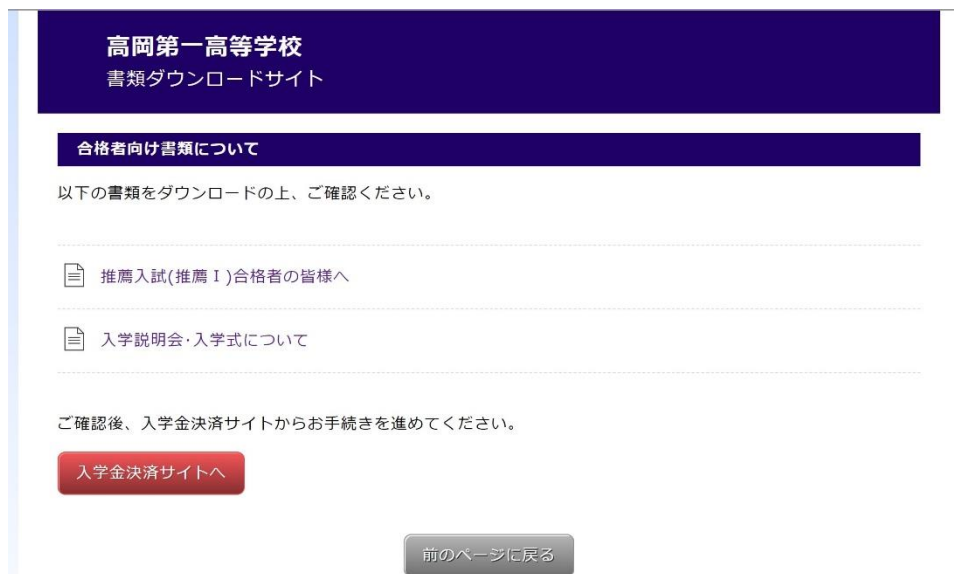 高岡第一高等学校
書類ダウンロードサイト
合格者向け書類について
以下の書類をダウンロードの上、ご確認ください。
推薦入試(推薦Ⅰ)合格者の皆様へ
入学説明会･入学式について
ご確認後、入学金決済サイトからお手続きを進めてください。
入学金決済サイトへ
前のページに戻る